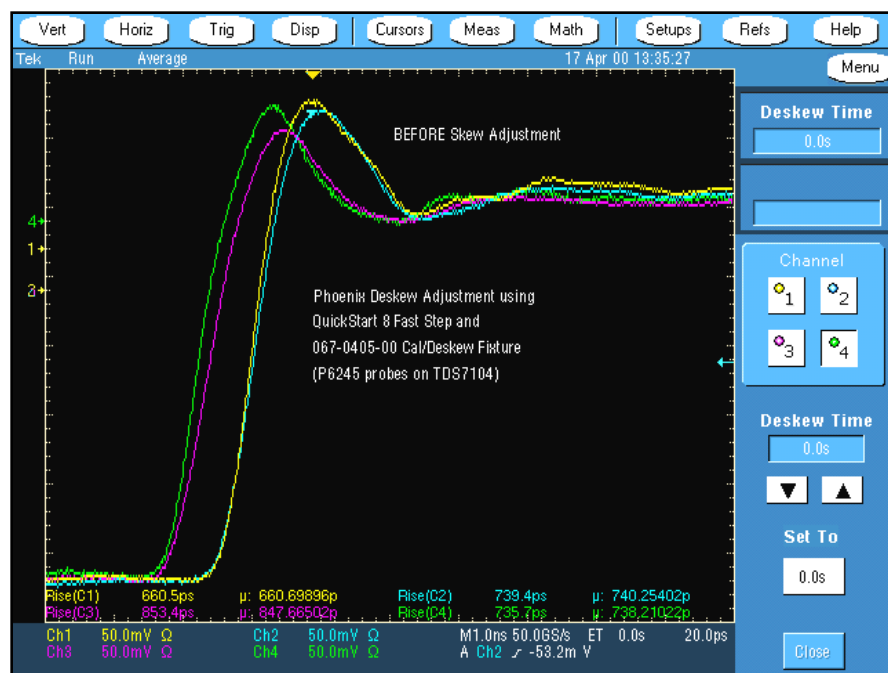 Vert Horiz Trig Disp Cursors Meas Math Setups Refs Help
Tek Run Average 17 Apr 00 13:35:27
Menu
BEFORE Skew Adjustment
Deskew Time
0.0s
4
1
Channel
1 2
3 4
Phoenix Deskew Adjustment using
QuickStart 8 Fast Step and
067-0405-00 Cal/Deskew Fixture
(P6245 probes on TDS7104)
Deskew Time
0.0s
Set To
0.0s
Rise(C1) 660.5ps µ: 660.69896p Rise(C2) 739.4ps µ: 740.25402p
Rise(C3) 853.4ps µ: 847.66502p Rise(C4) 735.7ps µ: 738.21022p
Ch1 50.0mV Ω Ch2 50.0mV Ω M1.0ns 50.0GS/s ET 0.0s 20.0ps
Ch3 50.0mV Ω Ch4 50.0mV Ω A Ch2 -53.2m V
Close